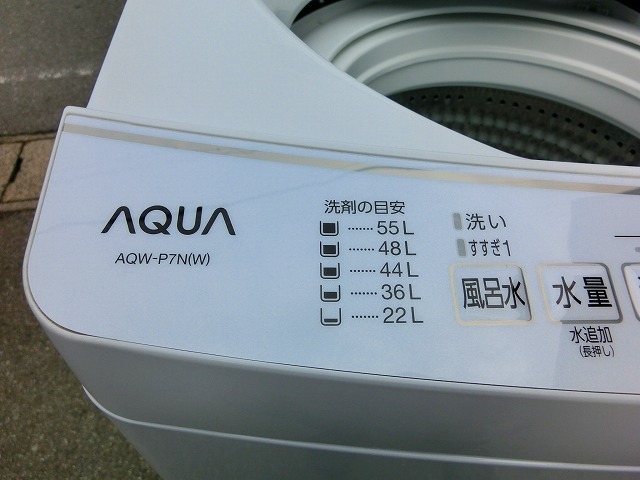 AQUA
AQW-P7N(W)
洗剤の目安
……55L
……48L
……44L
……36L
……22L
洗い
すすぎ1
風呂水
水量
水追加
(長押し)